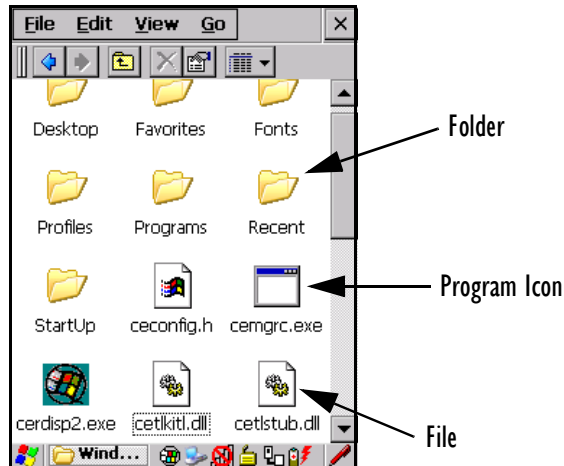 File Edit View Go
Desktop Favorites Fonts
Folder
Profiles Programs Recent
Program Icon
StartUp ceconfig.h cemgrc.exe
cerdisp2.exe cetlkitl.dll cetlstub.dll
File
Wind...